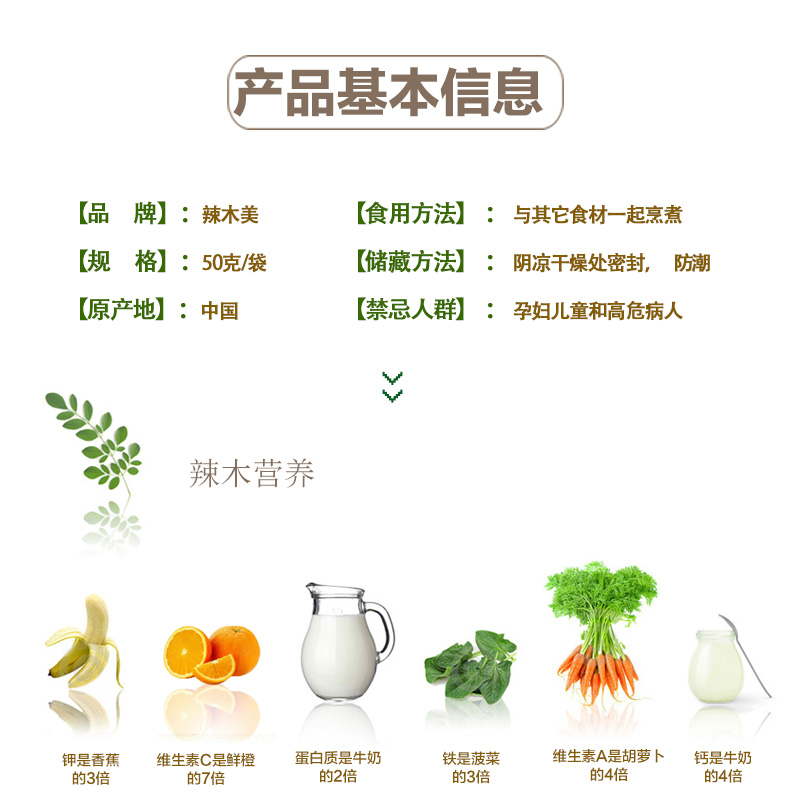 产品基本信息
【品 牌】： 辣木美
【食用方法】： 与其它食材一起烹煮
【规 格】： 50克/袋
【储藏方法】： 阴凉干燥处密封, 防潮
【原产地】： 中国
【禁忌人群】： 孕妇儿童和高危病人
辣木营养
钾是香蕉
的3倍
维生素C是鲜橙
的7倍
蛋白质是牛奶
的2倍
铁是菠菜
的3倍
维生素A是胡萝卜
的4倍
钙是牛奶
的4倍